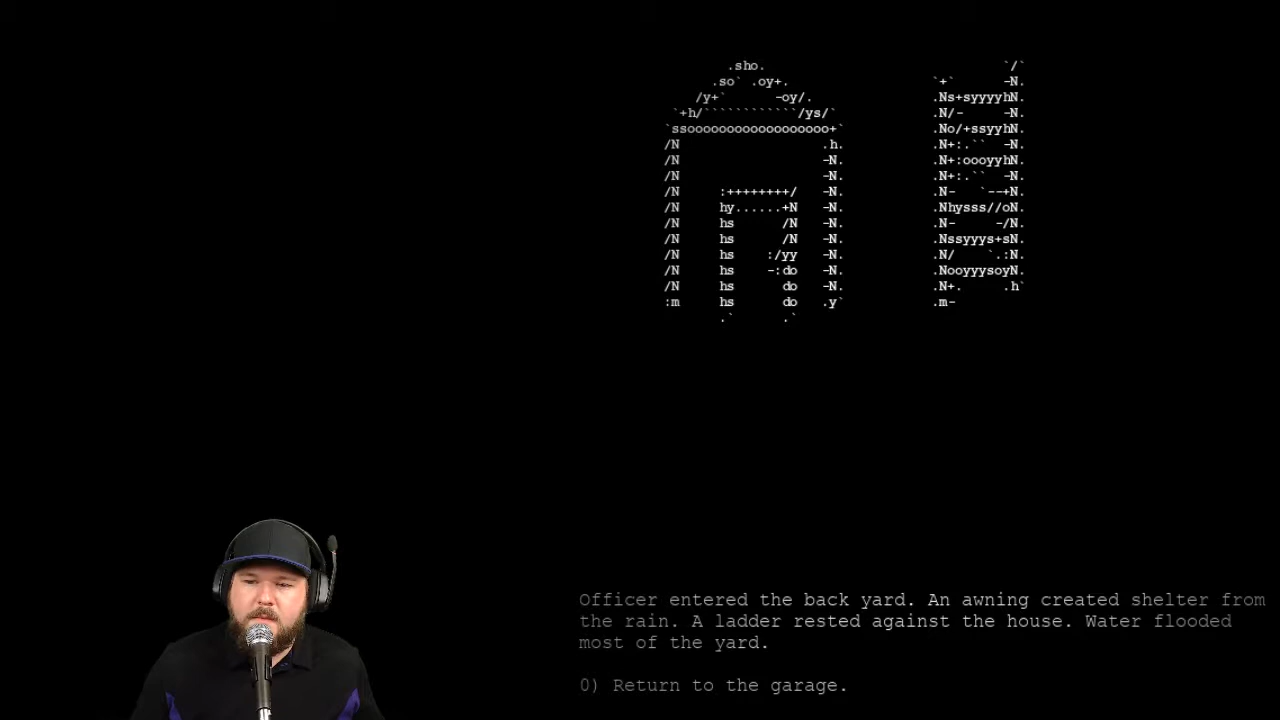 Officer entered the back yard. An awning created shelter from
the rain. A ladder rested against the house. Water flooded
most of the yard.
0) Return to the garage.